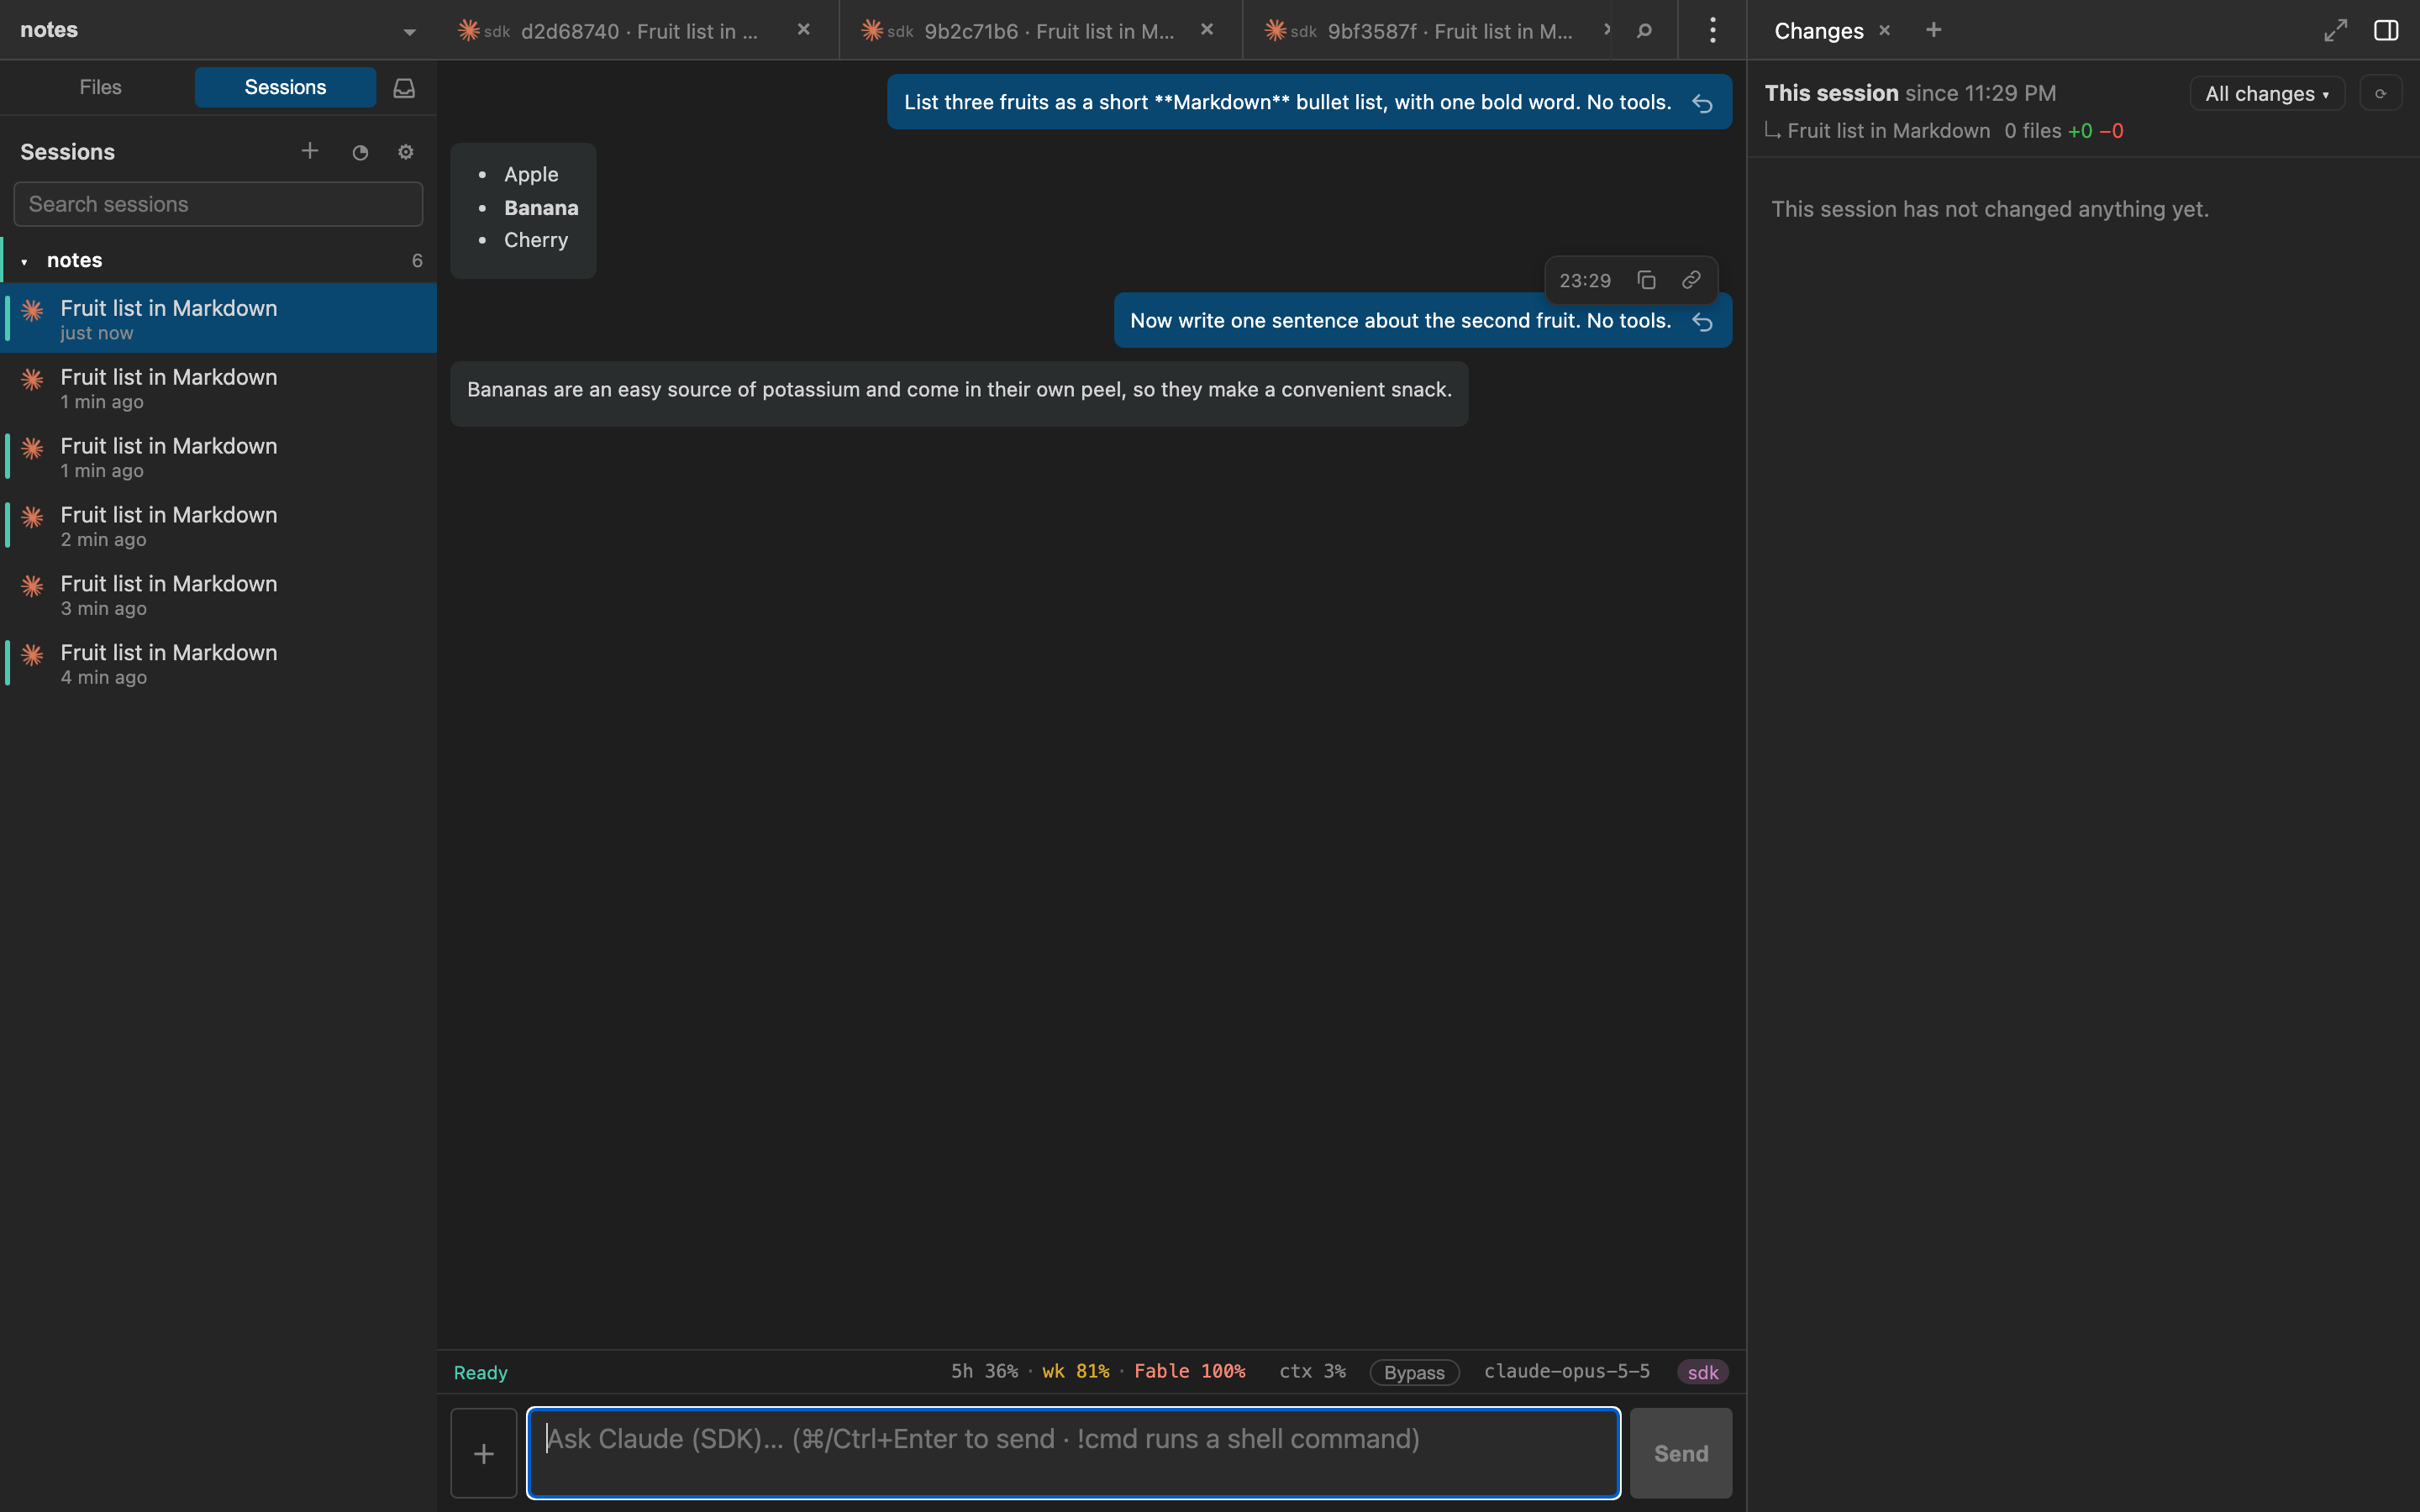 notes
Files
Sessions
Sessions
Search sessions
notes
6
Fruit list in Markdown
just now
Fruit list in Markdown
1 min ago
Fruit list in Markdown
1 min ago
Fruit list in Markdown
2 min ago
Fruit list in Markdown
3 min ago
Fruit list in Markdown
4 min ago
sdk d2d68740 · Fruit list in ...
sdk 9b2c71b6 · Fruit list in M...
sdk 9bf3587f · Fruit list in M...
List three fruits as a short **Markdown** bullet list, with one bold word. No tools.
• Apple
• Banana
• Cherry
23:29
Now write one sentence about the second fruit. No tools.
Bananas are an easy source of potassium and come in their own peel, so they make a convenient snack.
Ready
5h 36% · wk 81% · Fable 100% ctx 3% Bypass claude-opus-5-5 sdk
Ask Claude (SDK)... (⌘/Ctrl+Enter to send · !cmd runs a shell command)
Send
Changes
This session since 11:29 PM
All changes
Fruit list in Markdown 0 files +0 −0
This session has not changed anything yet.